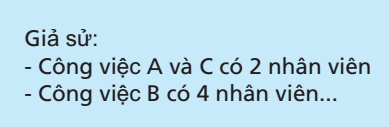 Giả sử:
- Công việc A và C có 2 nhân viên
- Công việc B có 4 nhân viên...